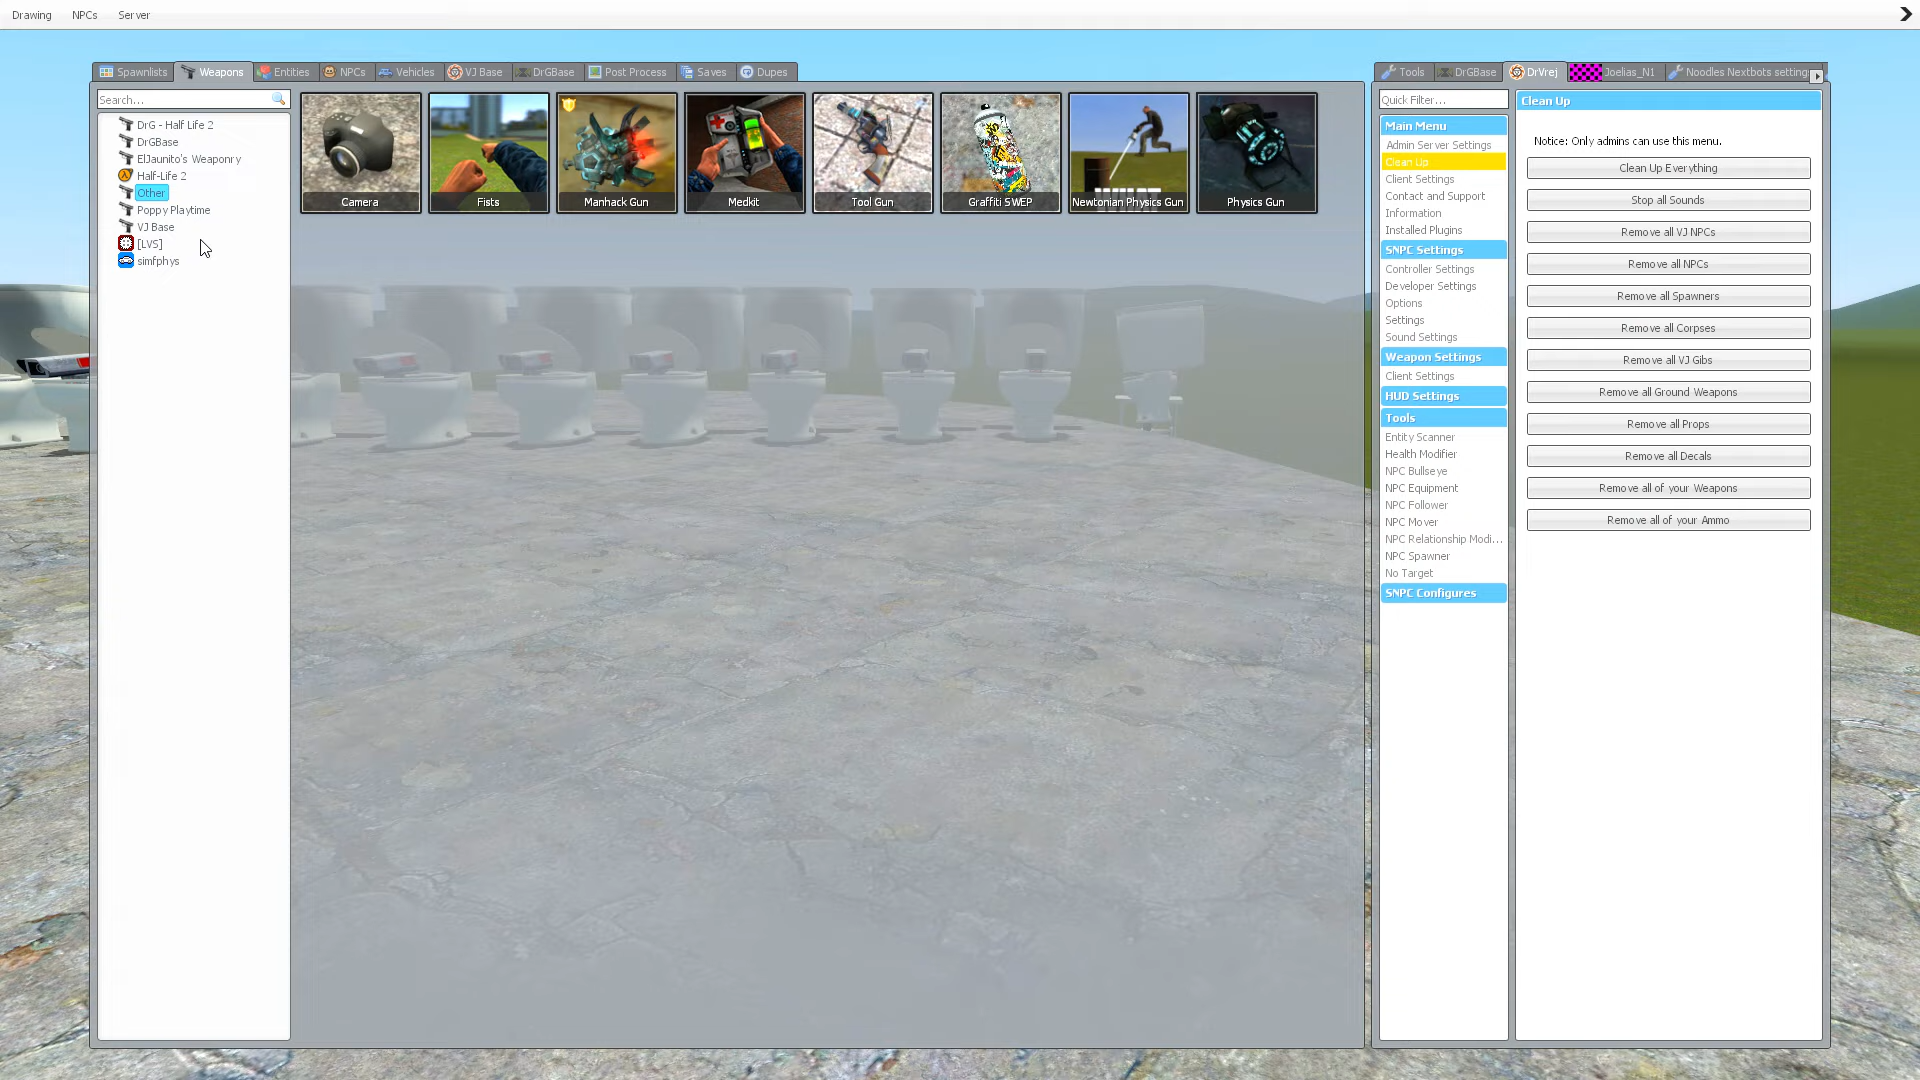 Drawing NPCs Server
Spawnlists Weapons Entities NPCs Vehicles VJ Base DrGBase Post Process Saves Dupes
Search...
DrG - Half Life 2
DrGBase
ElJaunito's Weaponry
Half-Life 2
Other
Poppy Playtime
VJ Base
[LVS]
simfphys
Camera
Fists
Manhack Gun
Medkit
Tool Gun
Graffiti SWEP
Newtonian Physics Gun
Physics Gun
Tools DrGBase DrVrej Joelias_N1 Noodles Nextbots setting
Quick Filter...
Main Menu
Admin Server Settings
Clean Up
Client Settings
Contact and Support
Information
Installed Plugins
SNPC Settings
Controller Settings
Developer Settings
Options
Settings
Sound Settings
Weapon Settings
Client Settings
HUD Settings
Tools
Entity Scanner
Health Modifier
NPC Bullseye
NPC Equipment
NPC Follower
NPC Mover
NPC Relationship Modi...
NPC Spawner
No Target
SNPC Configures
Clean Up
Notice: Only admins can use this menu.
Clean Up Everything
Stop all Sounds
Remove all VJ NPCs
Remove all NPCs
Remove all Spawners
Remove all Corpses
Remove all VJ Gibs
Remove all Ground Weapons
Remove all Props
Remove all Decals
Remove all of your Weapons
Remove all of your Ammo